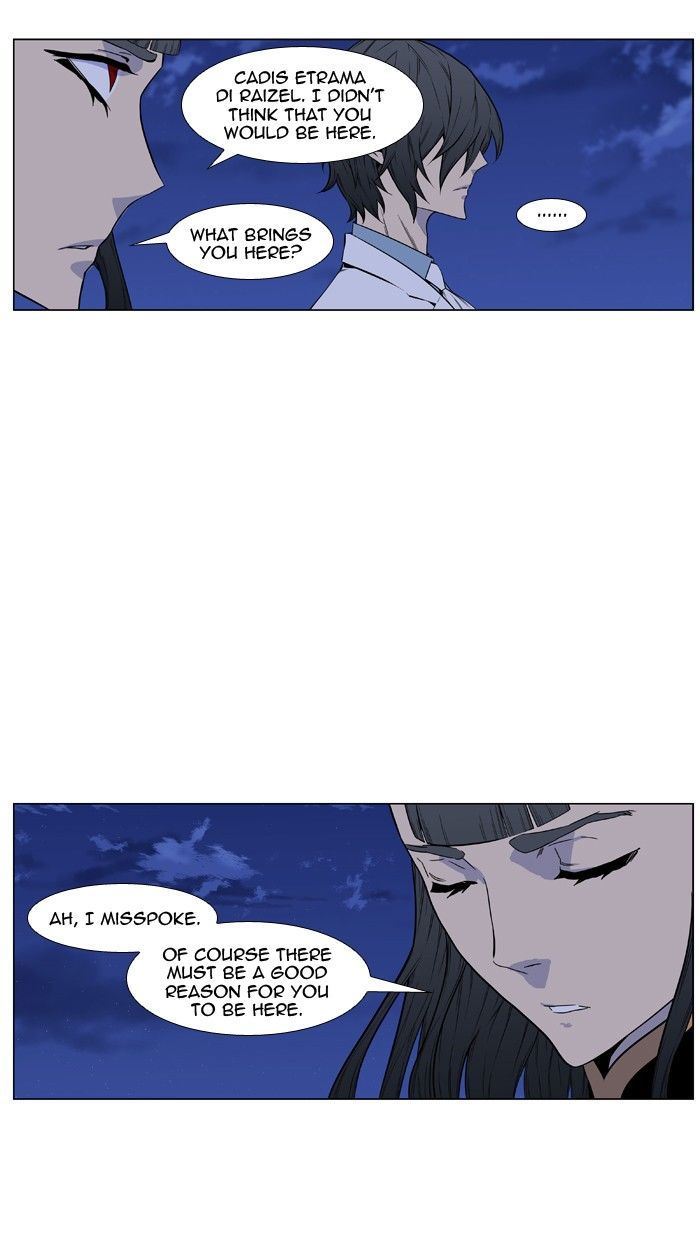 CADIS ETRAMA
DI RAIZEL. I DIDN'T
THINK THAT YOU
WOULD BE HERE.
......
WHAT BRINGS
YOU HERE?
AH, I MISSPOKE.
OF COURSE THERE
MUST BE A GOOD
REASON FOR YOU
TO BE HERE.